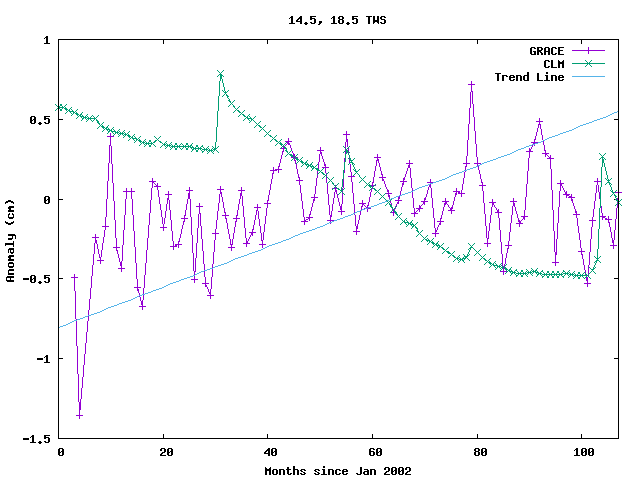 14.5, 18.5 TWS
GRACE
CLM
Trend Line
1
0.5
0
-0.5
-1
-1.5
Anomaly (cm)
0 20 40 60 80 100
Months since Jan 2002